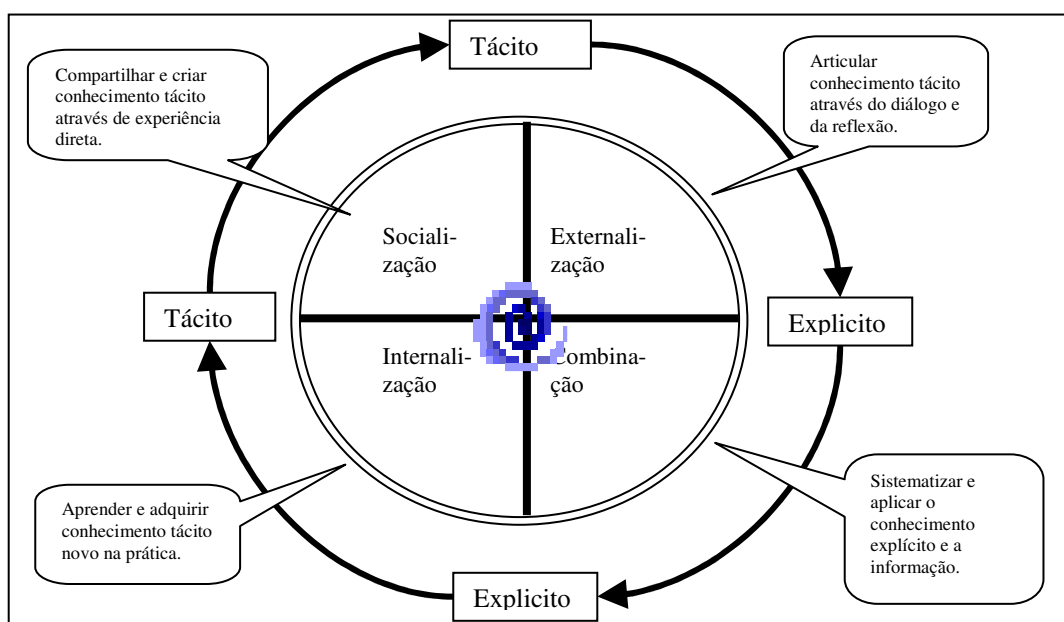 Tácito
Compartilhar e criar
conhecimento tácito
através de experiência
direta.
Articular
conhecimento tácito
através do diálogo e
da reflexão.
Sociali-
zação
Externali-
zação
Tácito
Explicito
Internali-
zação
Combina-
ção
Aprender e adquirir
conhecimento tácito
novo na prática.
Sistematizar e
aplicar o
conhecimento
explícito e a
informação.
Explicito